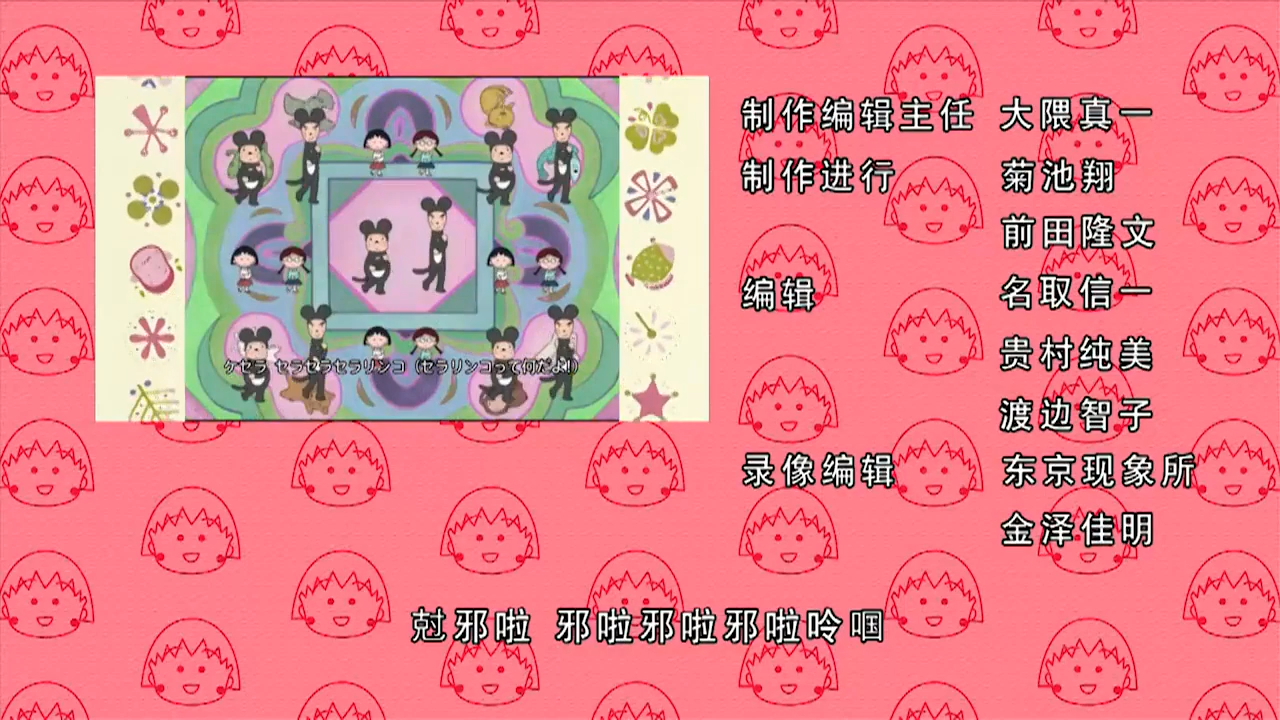 制作编辑主任 大隈真一
制作进行 菊池翔
前田隆文
编辑 名取信一
贵村纯美
渡边智子
录像编辑 东京现象所
金泽佳明
ケセラ セラセラセラリンコ (セラリンコって何だよ!)
尅邪啦 邪啦邪啦邪啦呤啯